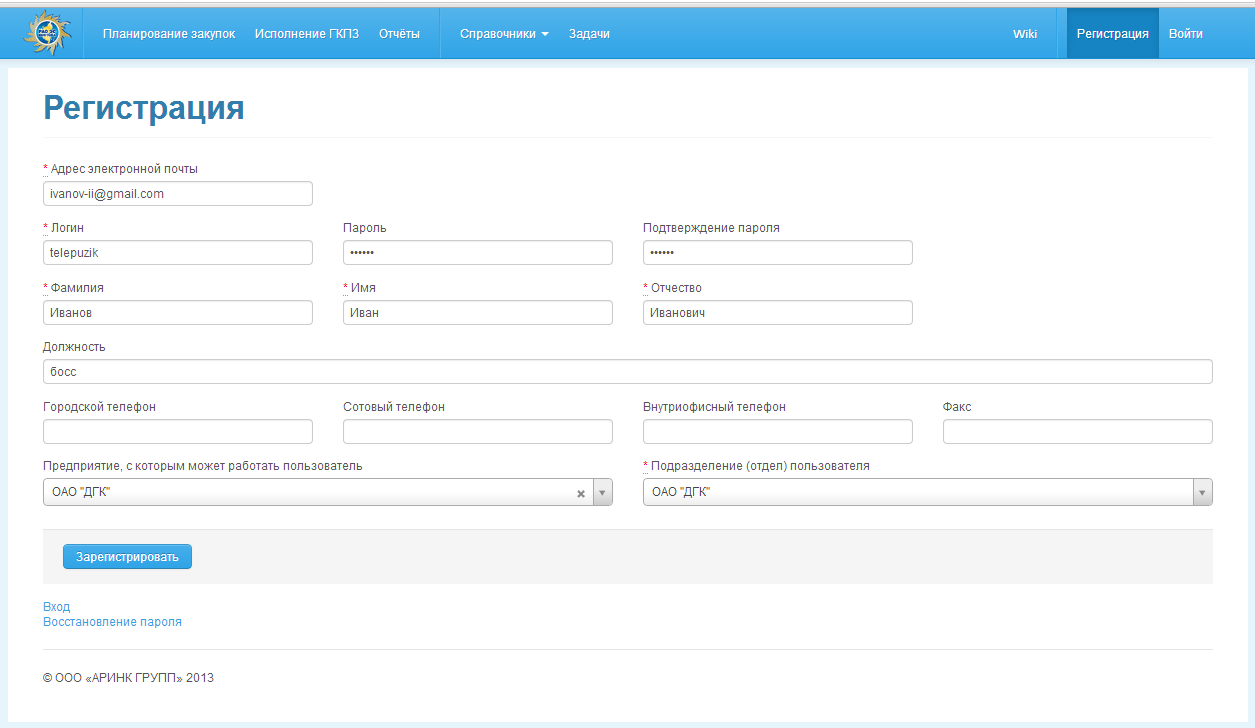 Планирование закупок Исполнение ГКПЗ Отчёты Справочники Задачи Wiki Регистрация Войти
Регистрация
* Адрес электронной почты
ivanov-ii@gmail.com
* Логин Пароль Подтверждение пароля
telepuzik •••••• ••••••
* Фамилия * Имя * Отчество
Иванов Иван Иванович
Должность
босс
Городской телефон Сотовый телефон Внутриофисный телефон Факс
Предприятие, с которым может работать пользователь * Подразделение (отдел) пользователя
ОАО "ДГК" ОАО "ДГК"
Зарегистрировать
Вход
Восстановление пароля
© ООО «АРИНК ГРУПП» 2013